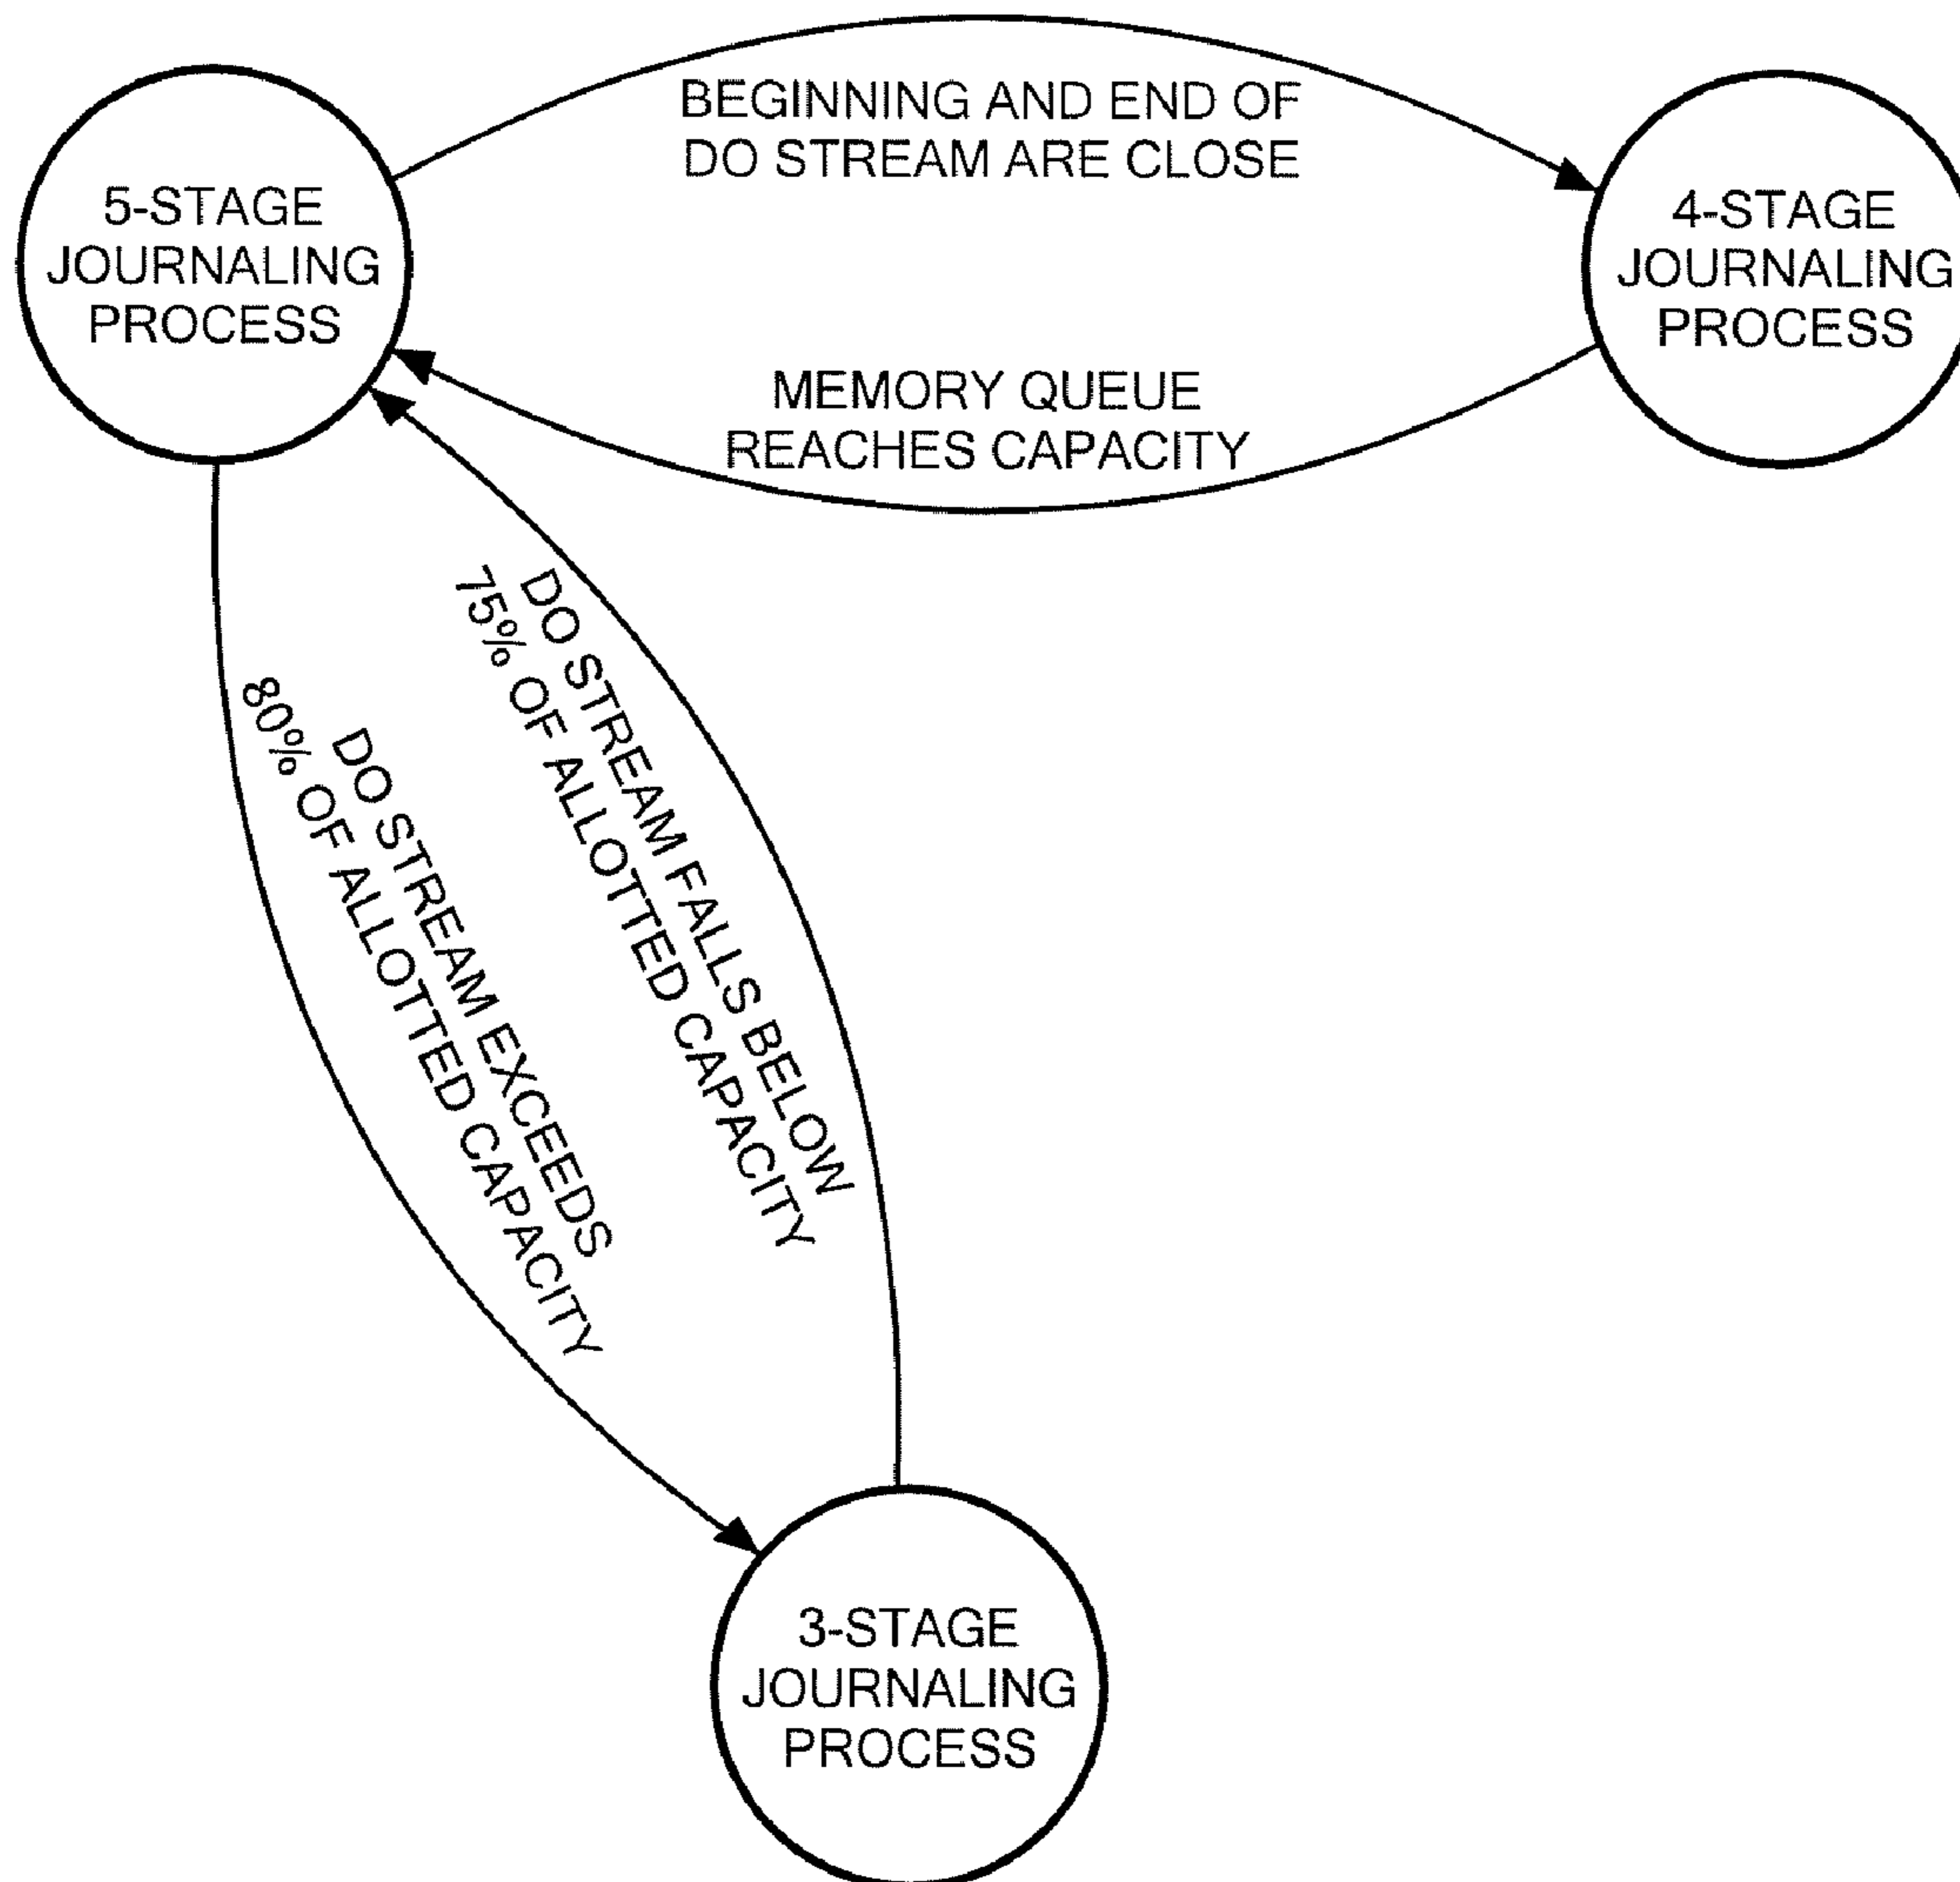 BEGINNING AND END OF
DO STREAM ARE CLOSE
5-STAGE
JOURNALING
PROCESS
4-STAGE
JOURNALING
PROCESS
MEMORY QUEUE
REACHES CAPACITY
DO STREAM FALLS BELOW
75% OF ALLOTTED CAPACITY
DO STREAM EXCEEDS
80% OF ALLOTTED CAPACITY
3-STAGE
JOURNALING
PROCESS